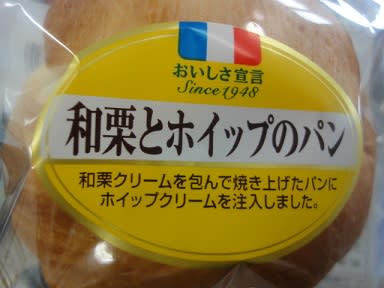 おいしさ宣言
Since1948
和栗とホイップのパン
和栗クリームを包んで焼き上げたパンに
ホイップクリームを注入しました。